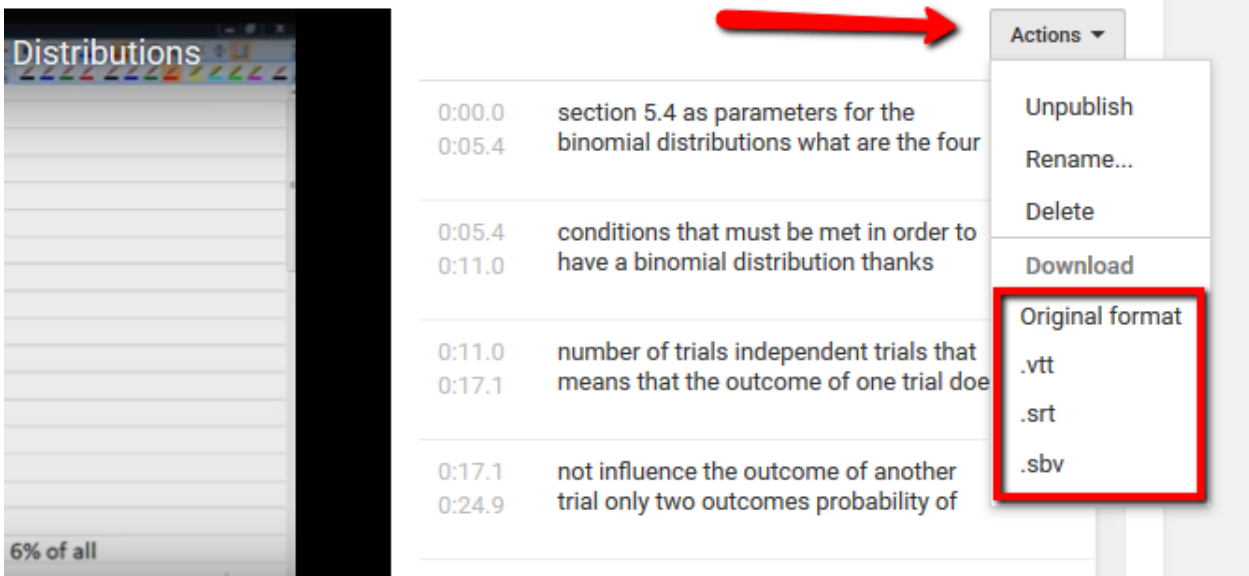 Distributions
6% of all
Actions
0:00.0 section 5.4 as parameters for the
0:05.4 binomial distributions what are the four
0:05.4 conditions that must be met in order to
0:11.0 have a binomial distribution thanks
0:11.0 number of trials independent trials that
0:17.1 means that the outcome of one trial doe
0:17.1 not influence the outcome of another
0:24.9 trial only two outcomes probability of
Unpublish
Rename...
Delete
Download
Original format
.vtt
.srt
.sbv